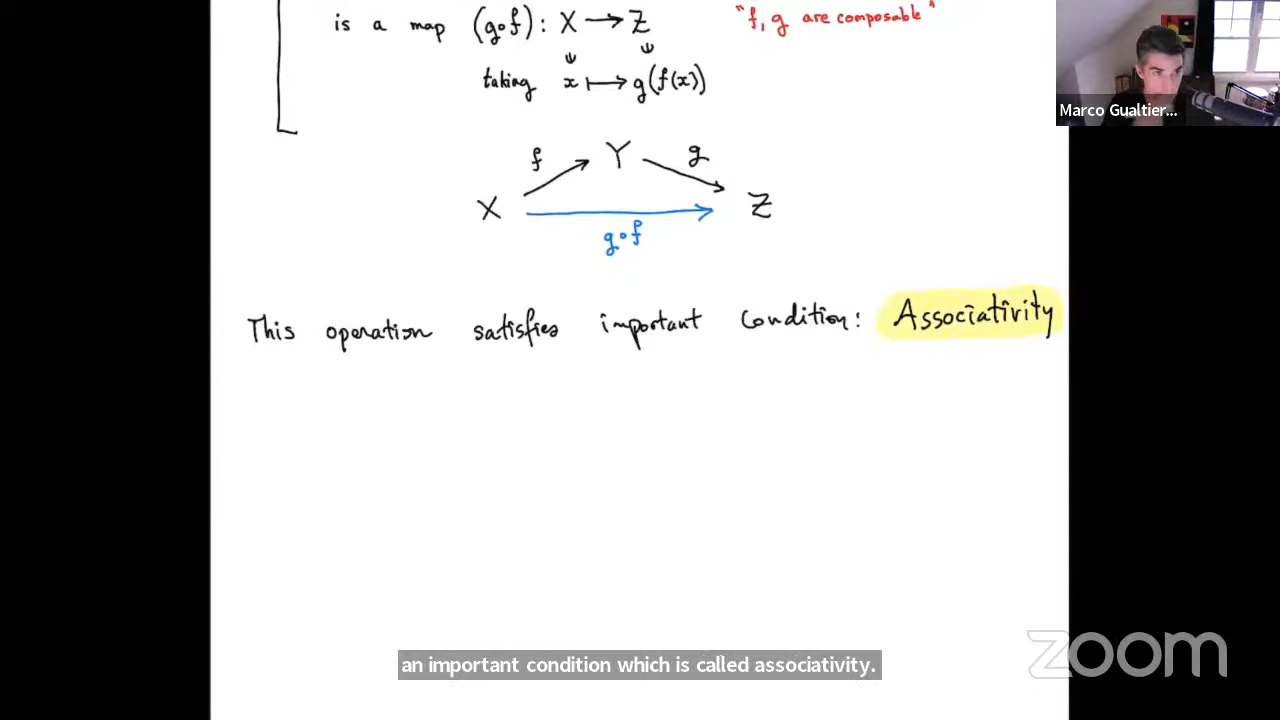 is a map (g∘f): X → Z "f, g are composable"
taking x ↦ g(f(x))
f Y g
X Z
g∘f
This operation satisfies important condition: Associativity
an important condition which is called associativity.
Marco Gualtier...
zoom